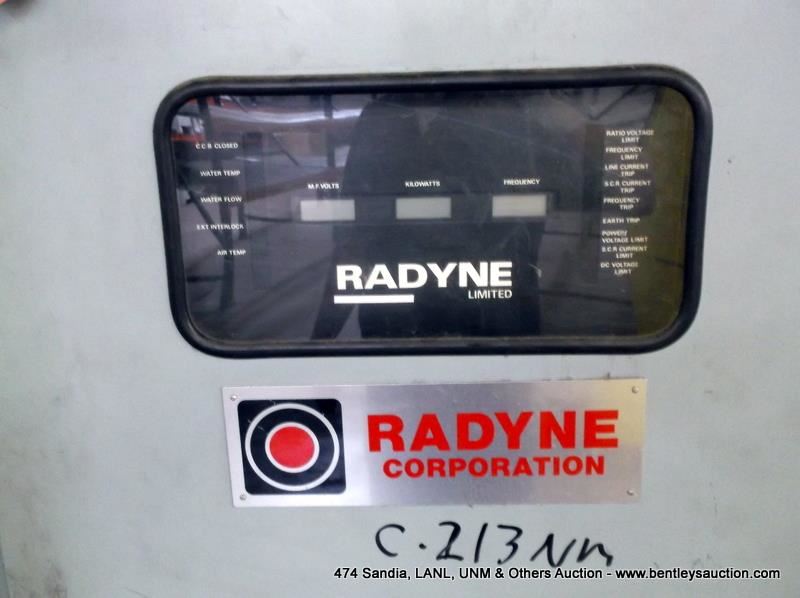 C.C.B. CLOSED
WATER TEMP
WATER FLOW
EXT INTERLOCK
AIR TEMP
M.F. VOLTS
KILOWATTS
FREQUENCY
RATIO VOLTAGE
LIMIT
FREQUENCY
LIMIT
LINE CURRENT
TRIP
S.C.R. CURRENT
TRIP
FREQUENCY
TRIP
EARTH TRIP
POWER/
VOLTAGE LIMIT
S.C.R. CURRENT
LIMIT
DC VOLTAGE
LIMIT
RADYNE
LIMITED
RADYNE
CORPORATION
C. 213 Nm
474 Sandia, LANL, UNM & Others Auction - www.bentleysauction.com